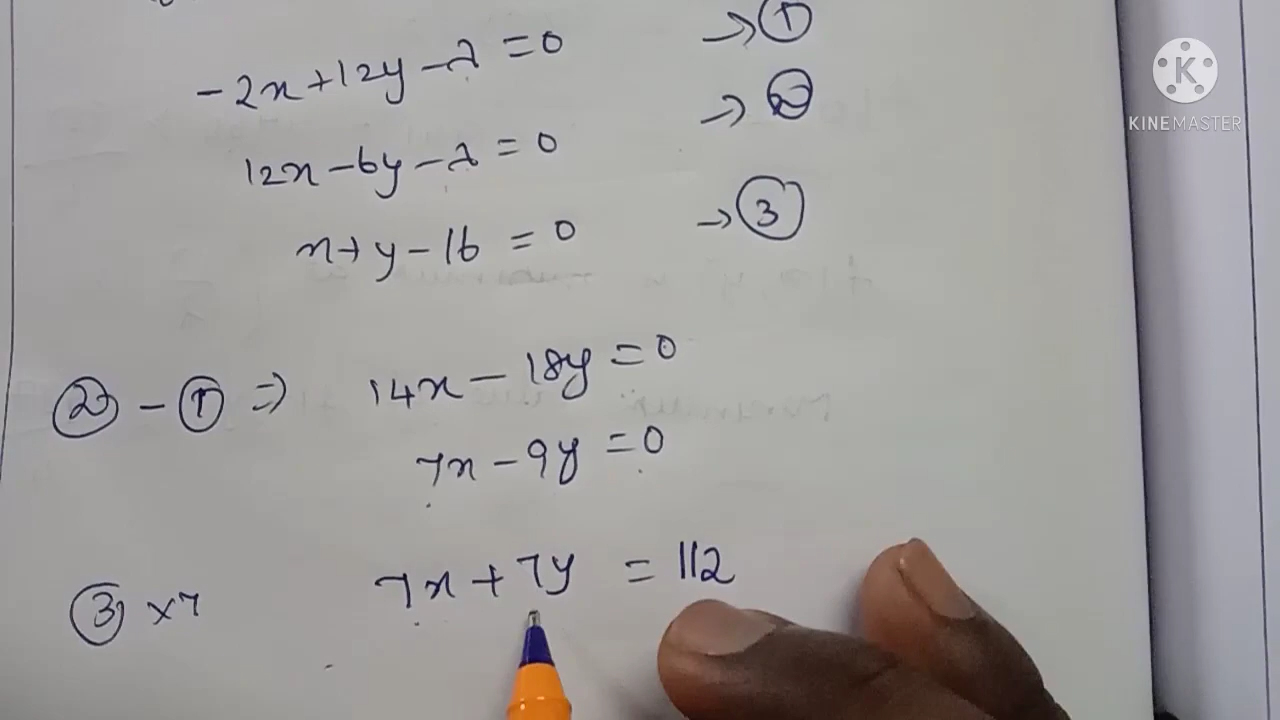 -2x+12y-λ=0 →①
12x-6y-λ=0 →②
x+y-16=0 →③
②-①⇒ 14x-18y=0
7x-9y=0
③×7 7x+7y=112
KINEMASTER